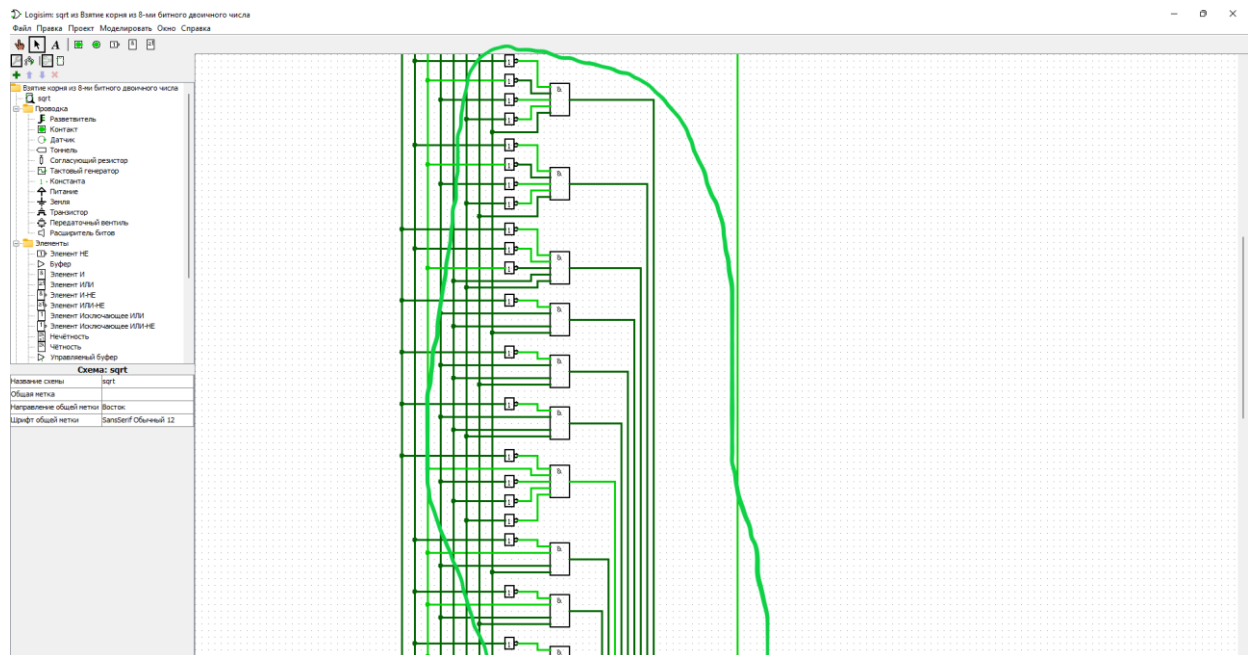 Logisim: sqrt из Взятие корня из 8-ми битного двоичного числа
Файл Правка Проект Моделировать Окно Справка
A
Взятие корня из 8-ми битного двоичного числа
sqrt
Проводка
Разветвитель
Контакт
Датчик
Тоннель
Согласующий резистор
Тактовый генератор
Константа
Питание
Земля
Транзистор
Передаточный вентиль
Расширитель битов
Элементы
Элемент НЕ
Буфер
Элемент И
Элемент ИЛИ
Элемент И-НЕ
Элемент ИЛИ-НЕ
Элемент Исключающее ИЛИ
Элемент Исключающее ИЛИ-НЕ
Нечётность
Чётность
Управляемый буфер
Схема: sqrt
Название схемы sqrt
Общая метка
Направление общей метки Восток
Шрифт общей метки SansSerif Обычный 12